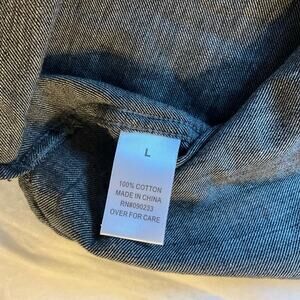 L
100% COTTON
MADE IN CHINA
RN#090233
OVER FOR CARE